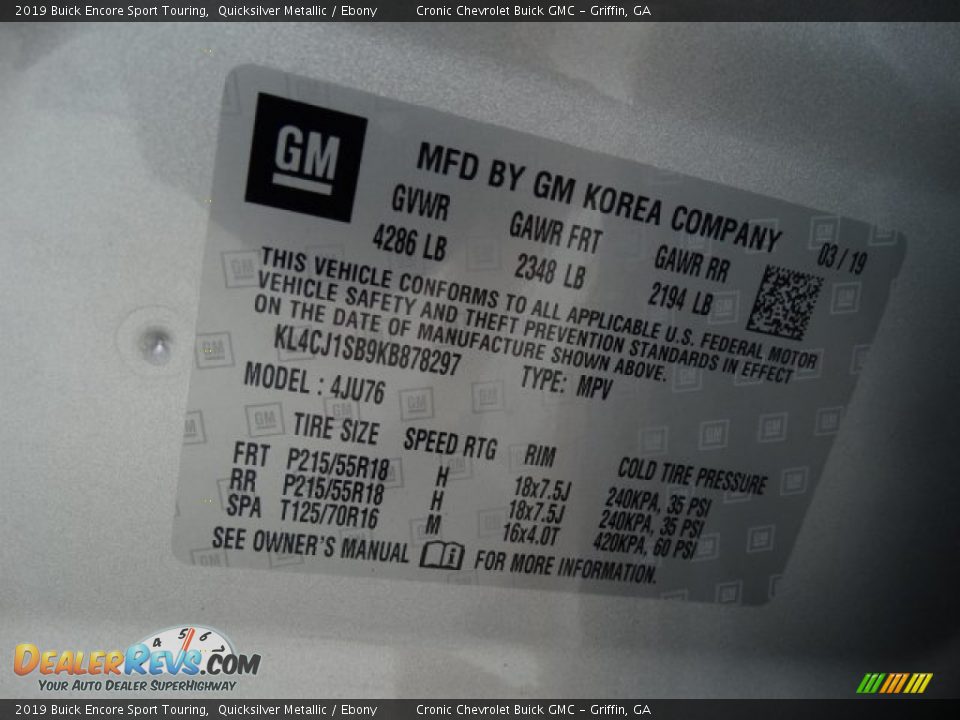 2019 Buick Encore Sport Touring, Quicksilver Metallic / Ebony Cronic Chevrolet Buick GMC – Griffin, GA
GM
MFD BY GM KOREA COMPANY
GVWR GAWR FRT GAWR RR 03/19
4286 LB 2348 LB 2194 LB
THIS VEHICLE CONFORMS TO ALL APPLICABLE U.S. FEDERAL MOTOR
VEHICLE SAFETY AND THEFT PREVENTION STANDARDS IN EFFECT
ON THE DATE OF MANUFACTURE SHOWN ABOVE.
KL4CJ1SB9KB878297 TYPE: MPV
MODEL : 4JU76
TIRE SIZE SPEED RTG RIM COLD TIRE PRESSURE
FRT P215/55R18 H 18x7.5J 240KPA, 35 PSI
RR P215/55R18 H 18x7.5J 240KPA, 35 PSI
SPA T125/70R16 M 16x4.0T 420KPA, 60 PSI
SEE OWNER'S MANUAL i FOR MORE INFORMATION.
4 5 6
DEALERREVS.COM
YOUR AUTO DEALER SUPERHIGHWAY
2019 Buick Encore Sport Touring, Quicksilver Metallic / Ebony Cronic Chevrolet Buick GMC – Griffin, GA